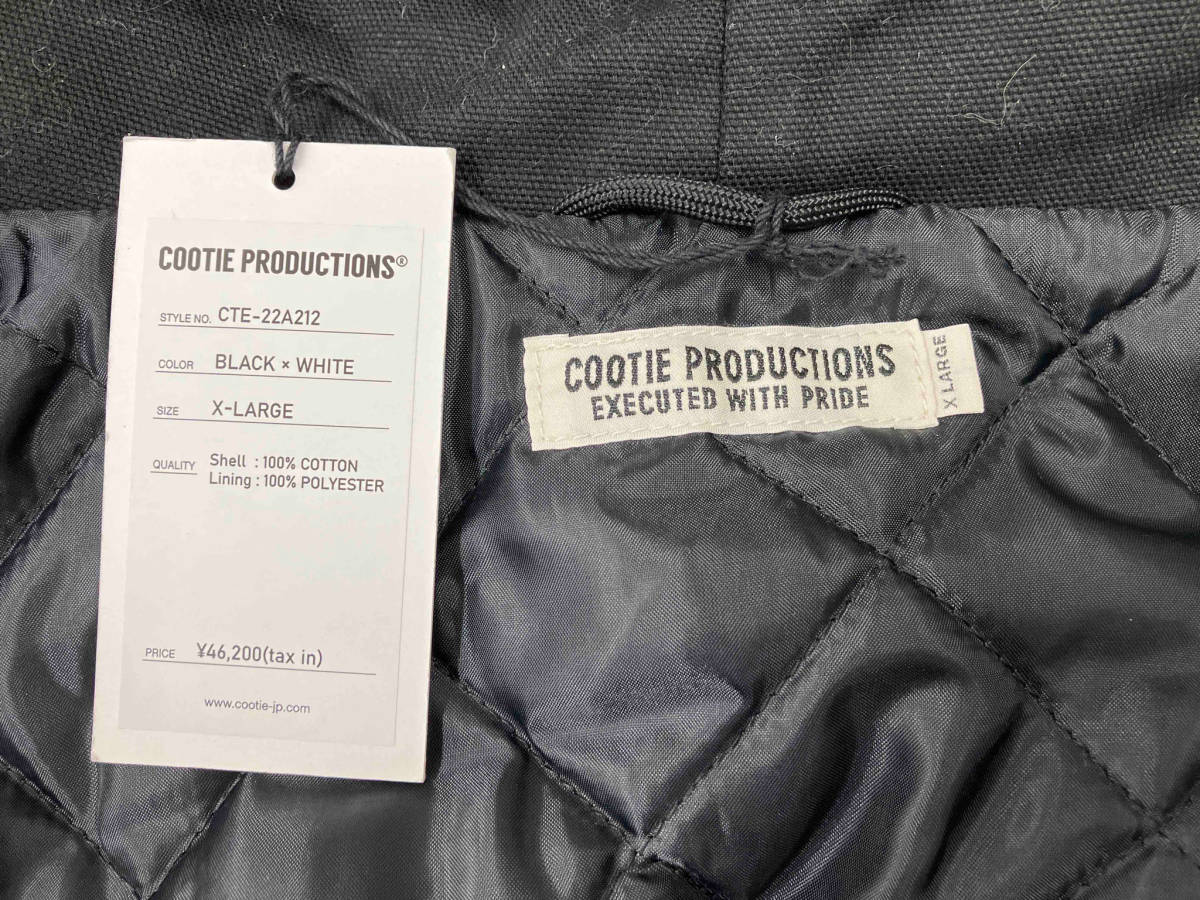 COOTIE PRODUCTIONS®
STYLE NO. CTE-22A212
COLOR BLACK × WHITE
SIZE X-LARGE
QUALITY Shell : 100% COTTON
Lining : 100% POLYESTER
PRICE ¥46,200(tax in)
www.cootie-jp.com
COOTIE PRODUCTIONS
EXECUTED WITH PRIDE
X LARGE